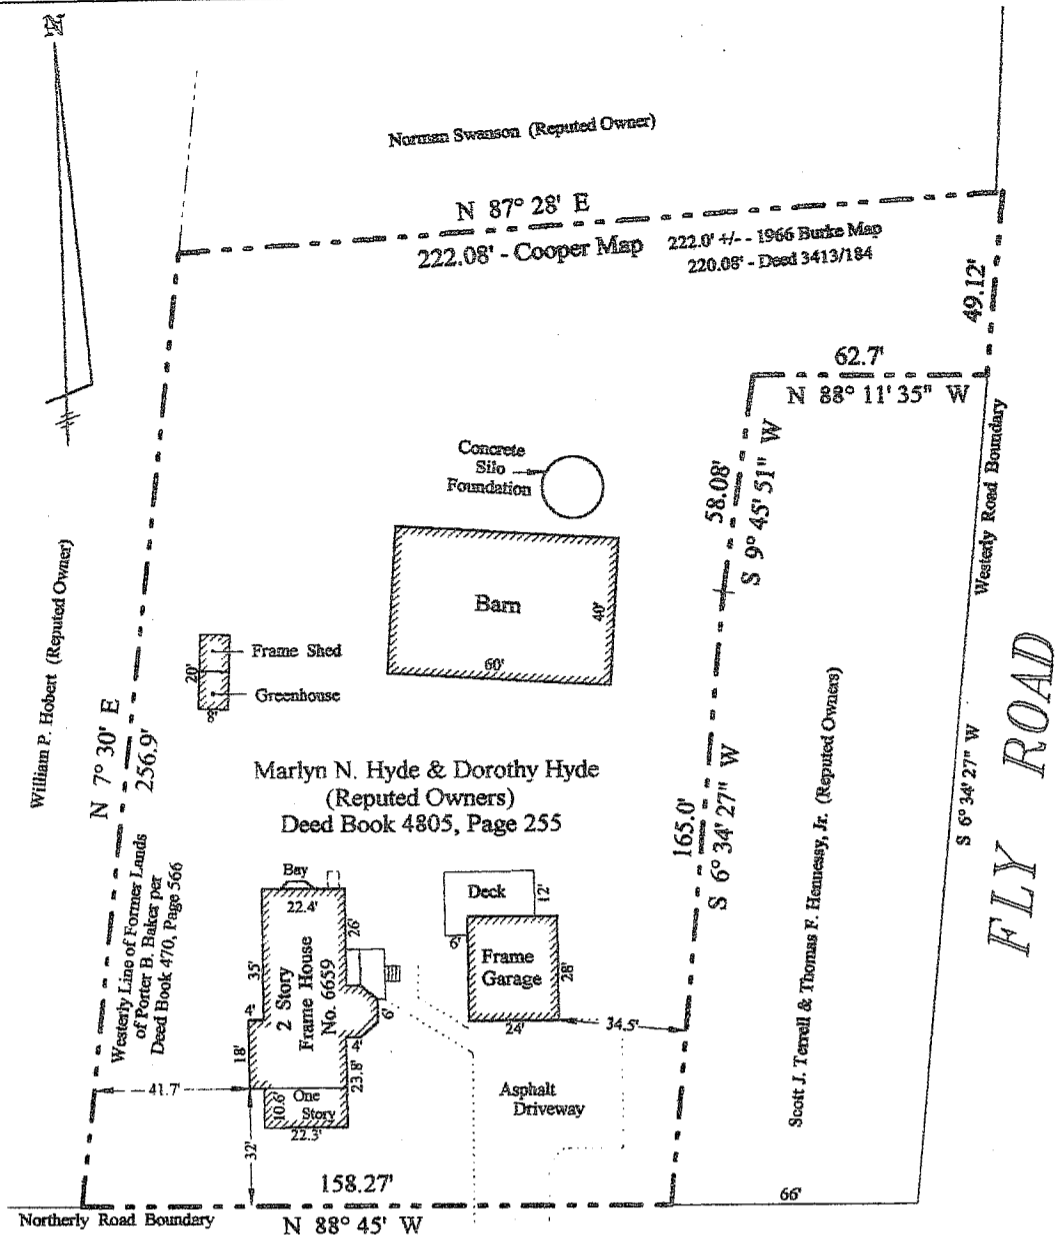 N
Norman Swanson (Reputed Owner)
N 87° 28' E
222.08' - Cooper Map
222.0' +/- - 1966 Burke Map
220.08' - Deed 3413/184
49.12'
62.7'
N 88° 11' 35" W
Westerly Road Boundary
58.08'
S 9° 45' 51" W
Concrete
Silo
Foundation
Barn
40'
60'
William P. Hobert (Reputed Owner)
Frame Shed
Greenhouse
20'
8'
N 7° 30' E
256.9'
Marlyn N. Hyde & Dorothy Hyde
(Reputed Owners)
Deed Book 4805, Page 255
165.0'
S 6° 34' 27" W
Scott J. Terrell & Thomas F. Hennessy, Jr. (Reputed Owners)
S 6° 34' 27" W
FLY ROAD
Westerly Line of Former Lands
of Porter B. Baker per
Deed Book 470, Page 566
Bay
22.4'
26'
35'
2 Story
Frame House
No. 6659
4'
18'
6'
4'
23.8'
One
Story
10.6'
22.3'
41.7'
32'
Deck
12'
6'
Frame
Garage
28'
24'
34.5'
Asphalt
Driveway
158.27'
N 88° 45' W
66'
Northerly Road Boundary